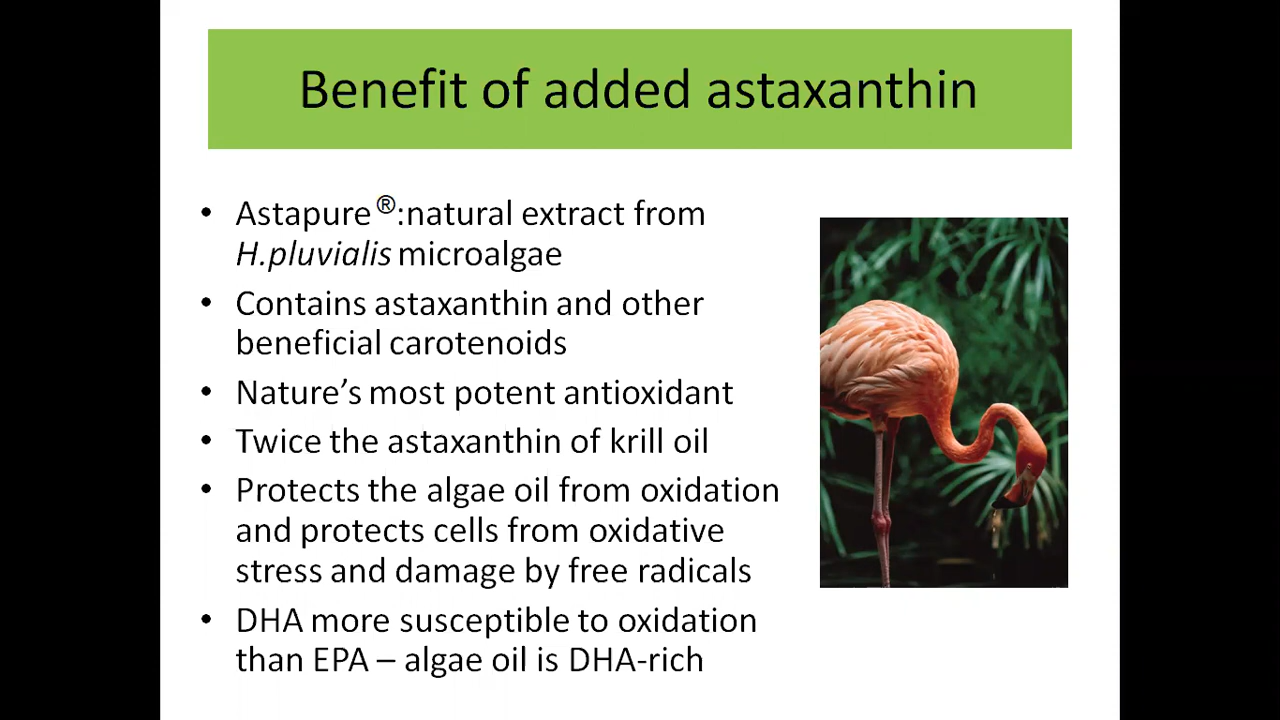 Benefit of added astaxanthin
• Astapure®:natural extract from
H.pluvialis microalgae
• Contains astaxanthin and other
beneficial carotenoids
• Nature’s most potent antioxidant
• Twice the astaxanthin of krill oil
• Protects the algae oil from oxidation
and protects cells from oxidative
stress and damage by free radicals
• DHA more susceptible to oxidation
than EPA – algae oil is DHA-rich